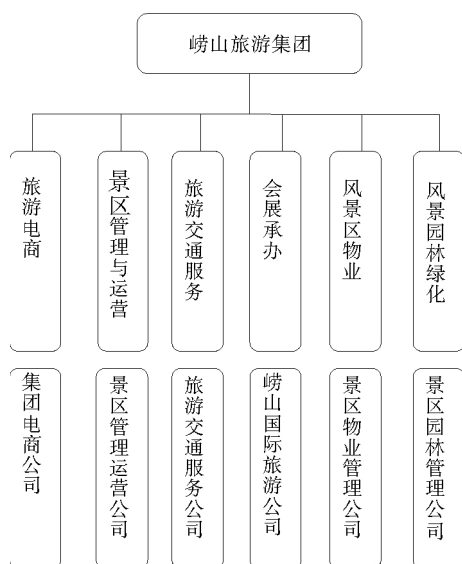 崂山旅游集团
旅游电商
景区管理与运营
旅游交通服务
会展承办
风景区物业
风景园林绿化
集团电商公司
景区管理运营公司
旅游交通服务公司
崂山国际旅游公司
景区物业管理公司
景区园林管理公司